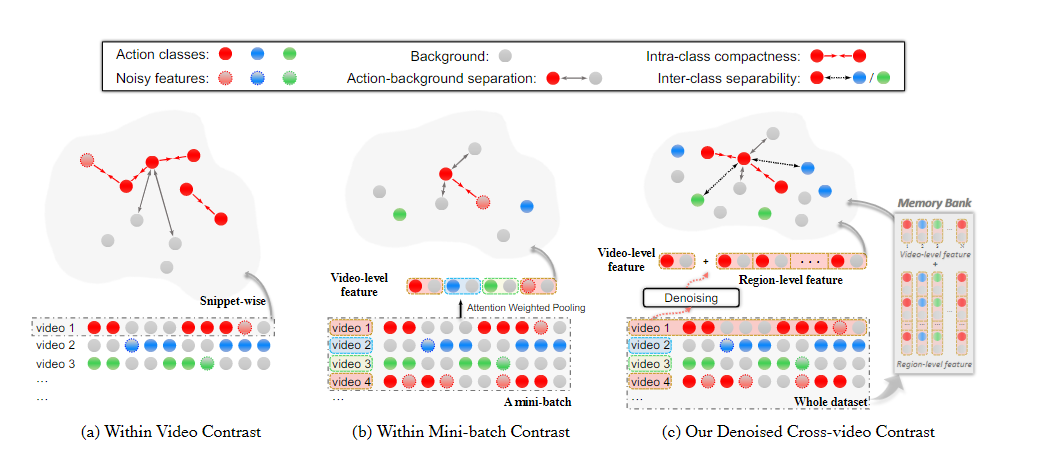 Action classes:
Background:
Intra-class compactness:
Noisy features:
Action-background separation:
Inter-class separability:
/
Snippet-wise
video 1
video 2
video 3
...
...
(a) Within Video Contrast
Video-level
feature
Attention Weighted Pooling
video 1
video 2
video 3
video 4
...
A mini-batch
(b) Within Mini-batch Contrast
Video-level
feature
+
...
Region-level feature
Denoising
video 1
video 2
video 3
video 4
...
Whole dataset
(c) Our Denoised Cross-video Contrast
Memory Bank
...
Video-level feature
+
...
Region-level feature